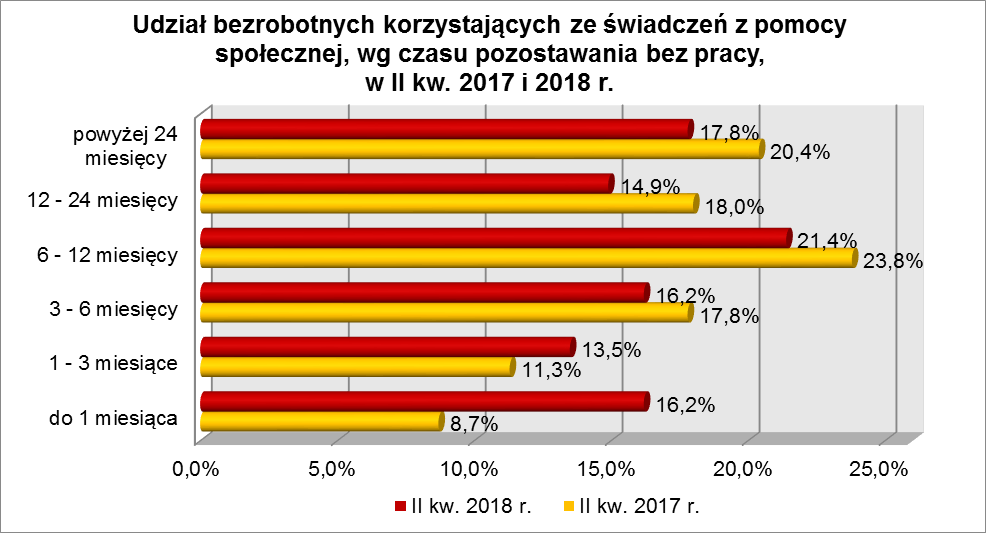 Udział bezrobotnych korzystających ze świadczeń z pomocy
społecznej, wg czasu pozostawania bez pracy,
w II kw. 2017 i 2018 r.
powyżej 24
miesięcy
17,8%
20,4%
12 - 24 miesięcy
14,9%
18,0%
6 - 12 miesięcy
21,4%
23,8%
3 - 6 miesięcy
16,2%
17,8%
1 - 3 miesiące
13,5%
11,3%
do 1 miesiąca
16,2%
8,7%
0,0% 5,0% 10,0% 15,0% 20,0% 25,0%
II kw. 2018 r. II kw. 2017 r.